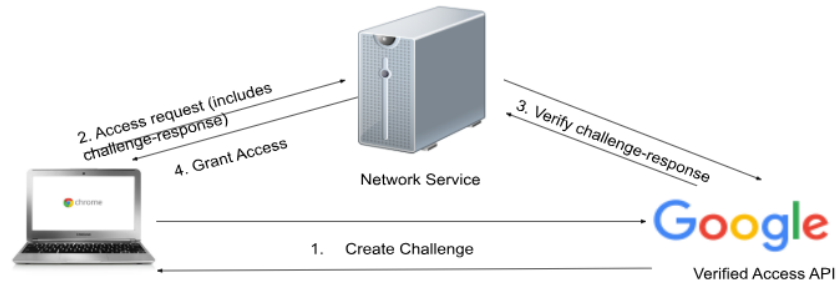 2. Access request (includes
challenge-response)
4. Grant Access
3. Verify challenge-response
Network Service
chrome
Google
1. Create Challenge
Verified Access API